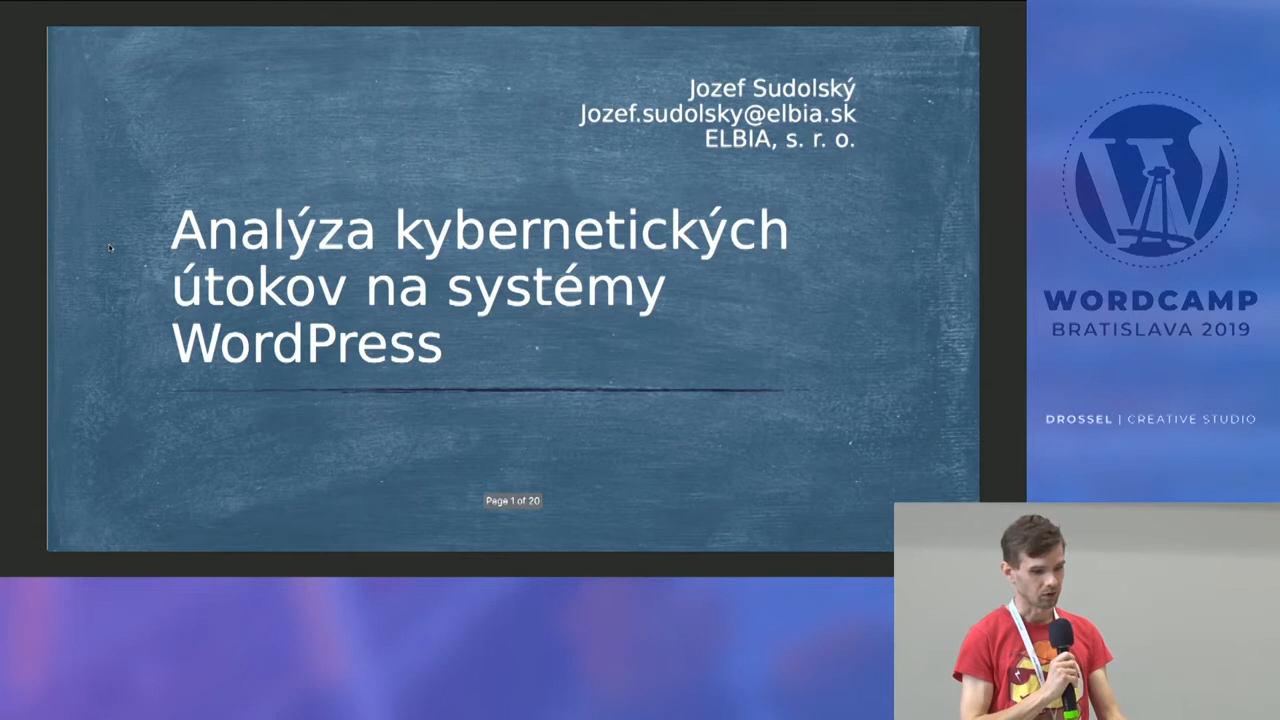 Jozef Sudolský
Jozef.sudolsky@elbia.sk
ELBIA, s. r. o.
Analýza kybernetických
útokov na systémy
WordPress
Page 1 of 20
WORDCAMP
BRATISLAVA 2019
DROSSEL | CREATIVE STUDIO